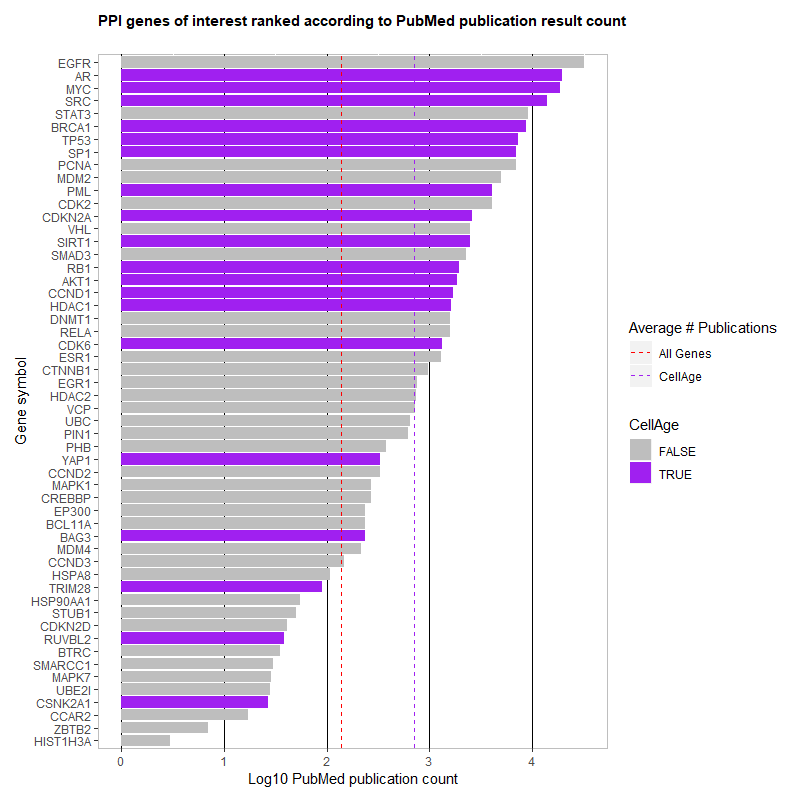 PPI genes of interest ranked according to PubMed publication result count
Gene symbol
EGFR
AR
MYC
SRC
STAT3
BRCA1
TP53
SP1
PCNA
MDM2
PML
CDK2
CDKN2A
VHL
SIRT1
SMAD3
RB1
AKT1
CCND1
HDAC1
DNMT1
RELA
CDK6
ESR1
CTNNB1
EGR1
HDAC2
VCP
UBC
PIN1
PHB
YAP1
CCND2
MAPK1
CREBBP
EP300
BCL11A
BAG3
MDM4
CCND3
HSPA8
TRIM28
HSP90AA1
STUB1
CDKN2D
RUVBL2
BTRC
SMARCC1
MAPK7
UBE2I
CSNK2A1
CCAR2
ZBTB2
HIST1H3A
0 1 2 3 4
Log10 PubMed publication count
Average # Publications
All Genes
CellAge
CellAge
FALSE
TRUE